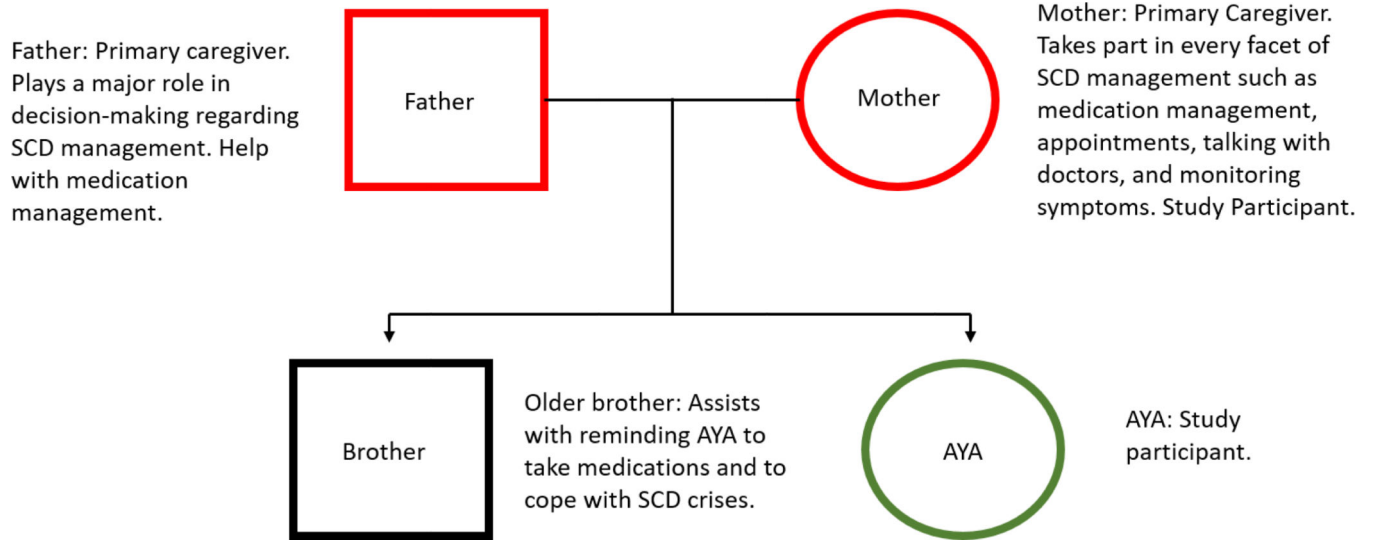 Father: Primary caregiver.
Plays a major role in
decision-making regarding
SCD management. Help
with medication
management.
Father
Mother
Mother: Primary Caregiver.
Takes part in every facet of
SCD management such as
medication management,
appointments, talking with
doctors, and monitoring
symptoms. Study Participant.
Brother
Older brother: Assists
with reminding AYA to
take medications and to
cope with SCD crises.
AYA
AYA: Study
participant.